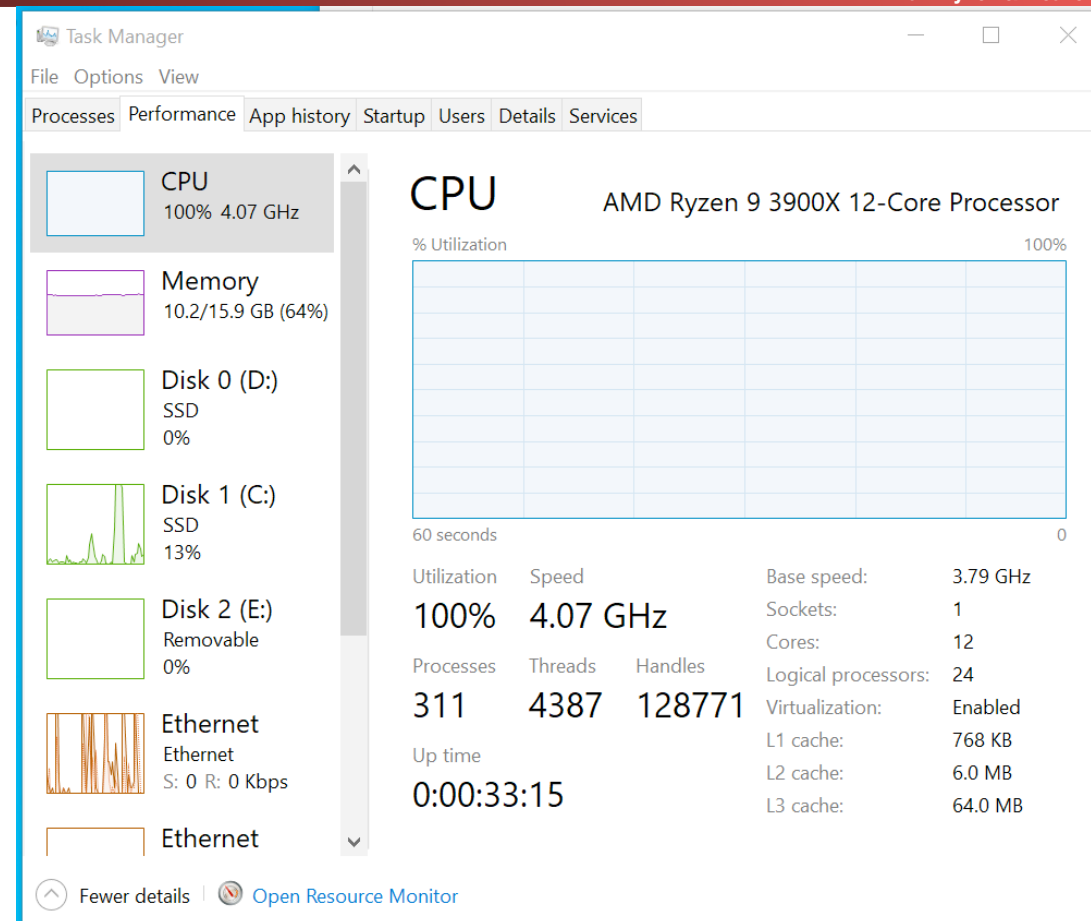 Task Manager
File Options View
Processes Performance App history Startup Users Details Services
CPU
100% 4.07 GHz
Memory
10.2/15.9 GB (64%)
Disk 0 (D:)
SSD
0%
Disk 1 (C:)
SSD
13%
Disk 2 (E:)
Removable
0%
Ethernet
Ethernet
S: 0 R: 0 Kbps
Ethernet
CPU AMD Ryzen 9 3900X 12-Core Processor
% Utilization 100%
60 seconds 0
Utilization Speed
100% 4.07 GHz
Processes Threads Handles
311 4387 128771
Up time
0:00:33:15
Base speed: 3.79 GHz
Sockets: 1
Cores: 12
Logical processors: 24
Virtualization: Enabled
L1 cache: 768 KB
L2 cache: 6.0 MB
L3 cache: 64.0 MB
Fewer details Open Resource Monitor